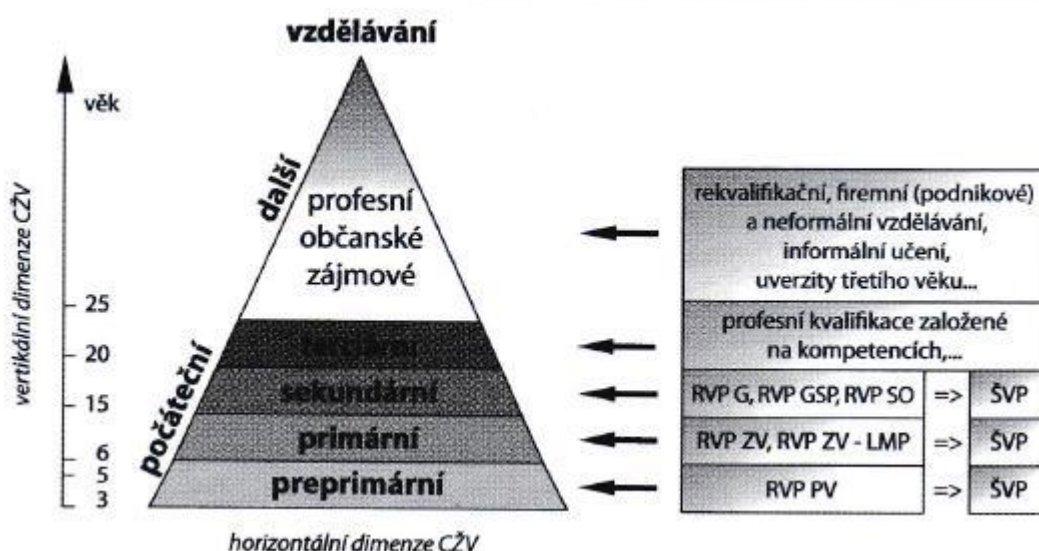 vzdělávání
věk
vertikální dimenze CŽV
25
20
15
6
5
3
další
počáteční
profesní
občanské
zájmové
terciární
sekundární
primární
preprimární
horizontální dimenze CŽV
rekvalifikační, firemní (podnikové)
a neformální vzdělávání,
informální učení,
uverzity třetího věku...
profesní kvalifikace založené
na kompetencích,...
RVP G, RVP GSP, RVP SO => ŠVP
RVP ZV, RVP ZV - LMP => ŠVP
RVP PV => ŠVP